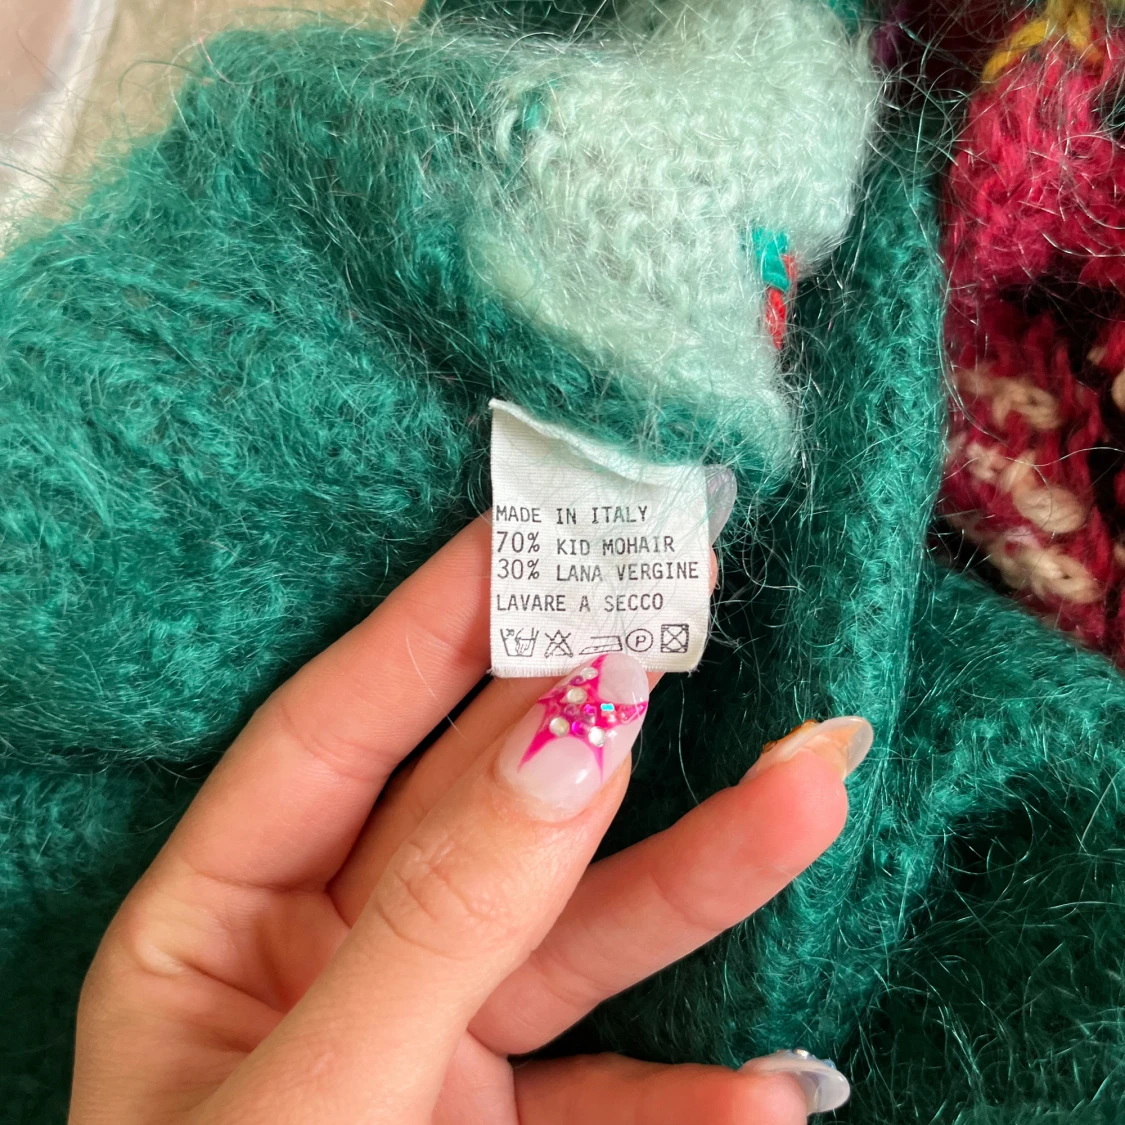 MADE IN ITALY
70% KID MOHAIR
30% LANA VERGINE
LAVARE A SECCO
P